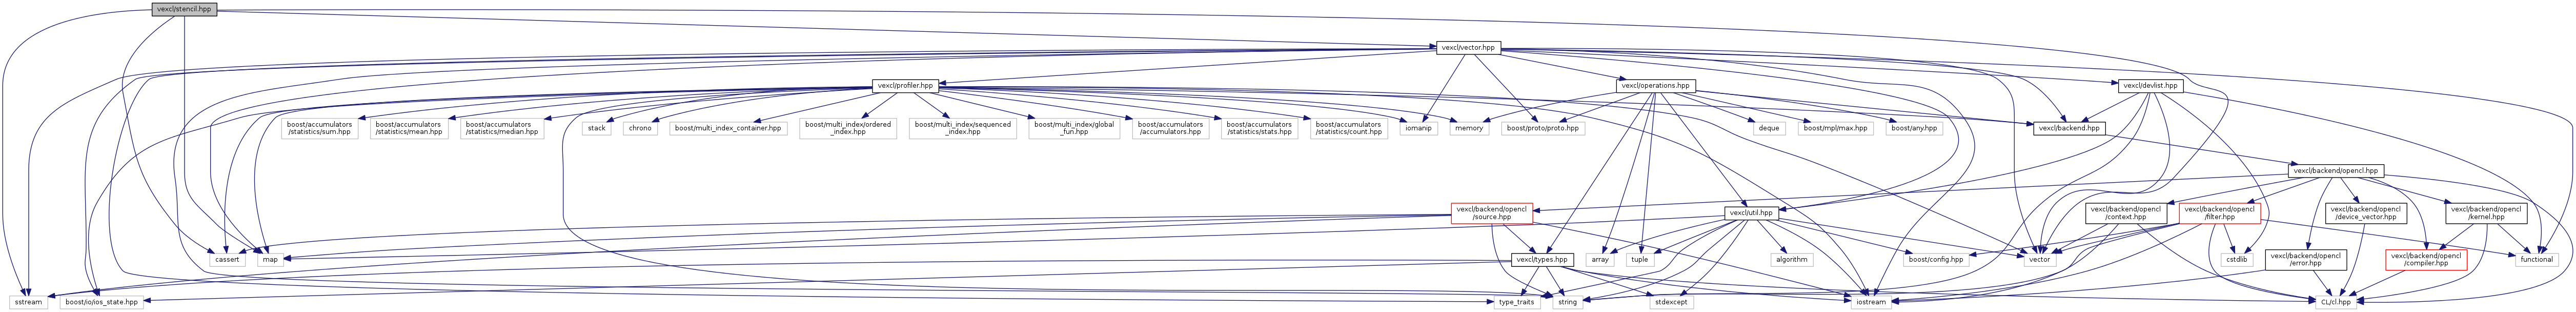 vexcl/stencil.hpp
vexcl/vector.hpp
vexcl/profiler.hpp
vexcl/operations.hpp
vexcl/devlist.hpp
boost/accumulators
/statistics/sum.hpp
boost/accumulators
/statistics/mean.hpp
boost/accumulators
/statistics/median.hpp
stack
chrono
boost/multi_index_container.hpp
boost/multi_index/ordered
_index.hpp
boost/multi_index/sequenced
_index.hpp
boost/multi_index/global
_fun.hpp
boost/accumulators
/accumulators.hpp
boost/accumulators
/statistics/stats.hpp
boost/accumulators
/statistics/count.hpp
iomanip
memory
boost/proto/proto.hpp
deque
boost/mpl/max.hpp
boost/any.hpp
vexcl/backend.hpp
vexcl/backend/opencl.hpp
vexcl/backend/opencl
/source.hpp
vexcl/util.hpp
vexcl/backend/opencl
/context.hpp
vexcl/backend/opencl
/filter.hpp
vexcl/backend/opencl
/device_vector.hpp
vexcl/backend/opencl
/kernel.hpp
cassert
map
vexcl/types.hpp
array
tuple
algorithm
boost/config.hpp
vector
cstdlib
vexcl/backend/opencl
/error.hpp
vexcl/backend/opencl
/compiler.hpp
functional
sstream
boost/io/ios_state.hpp
type_traits
string
stdexcept
iostream
CL/cl.hpp